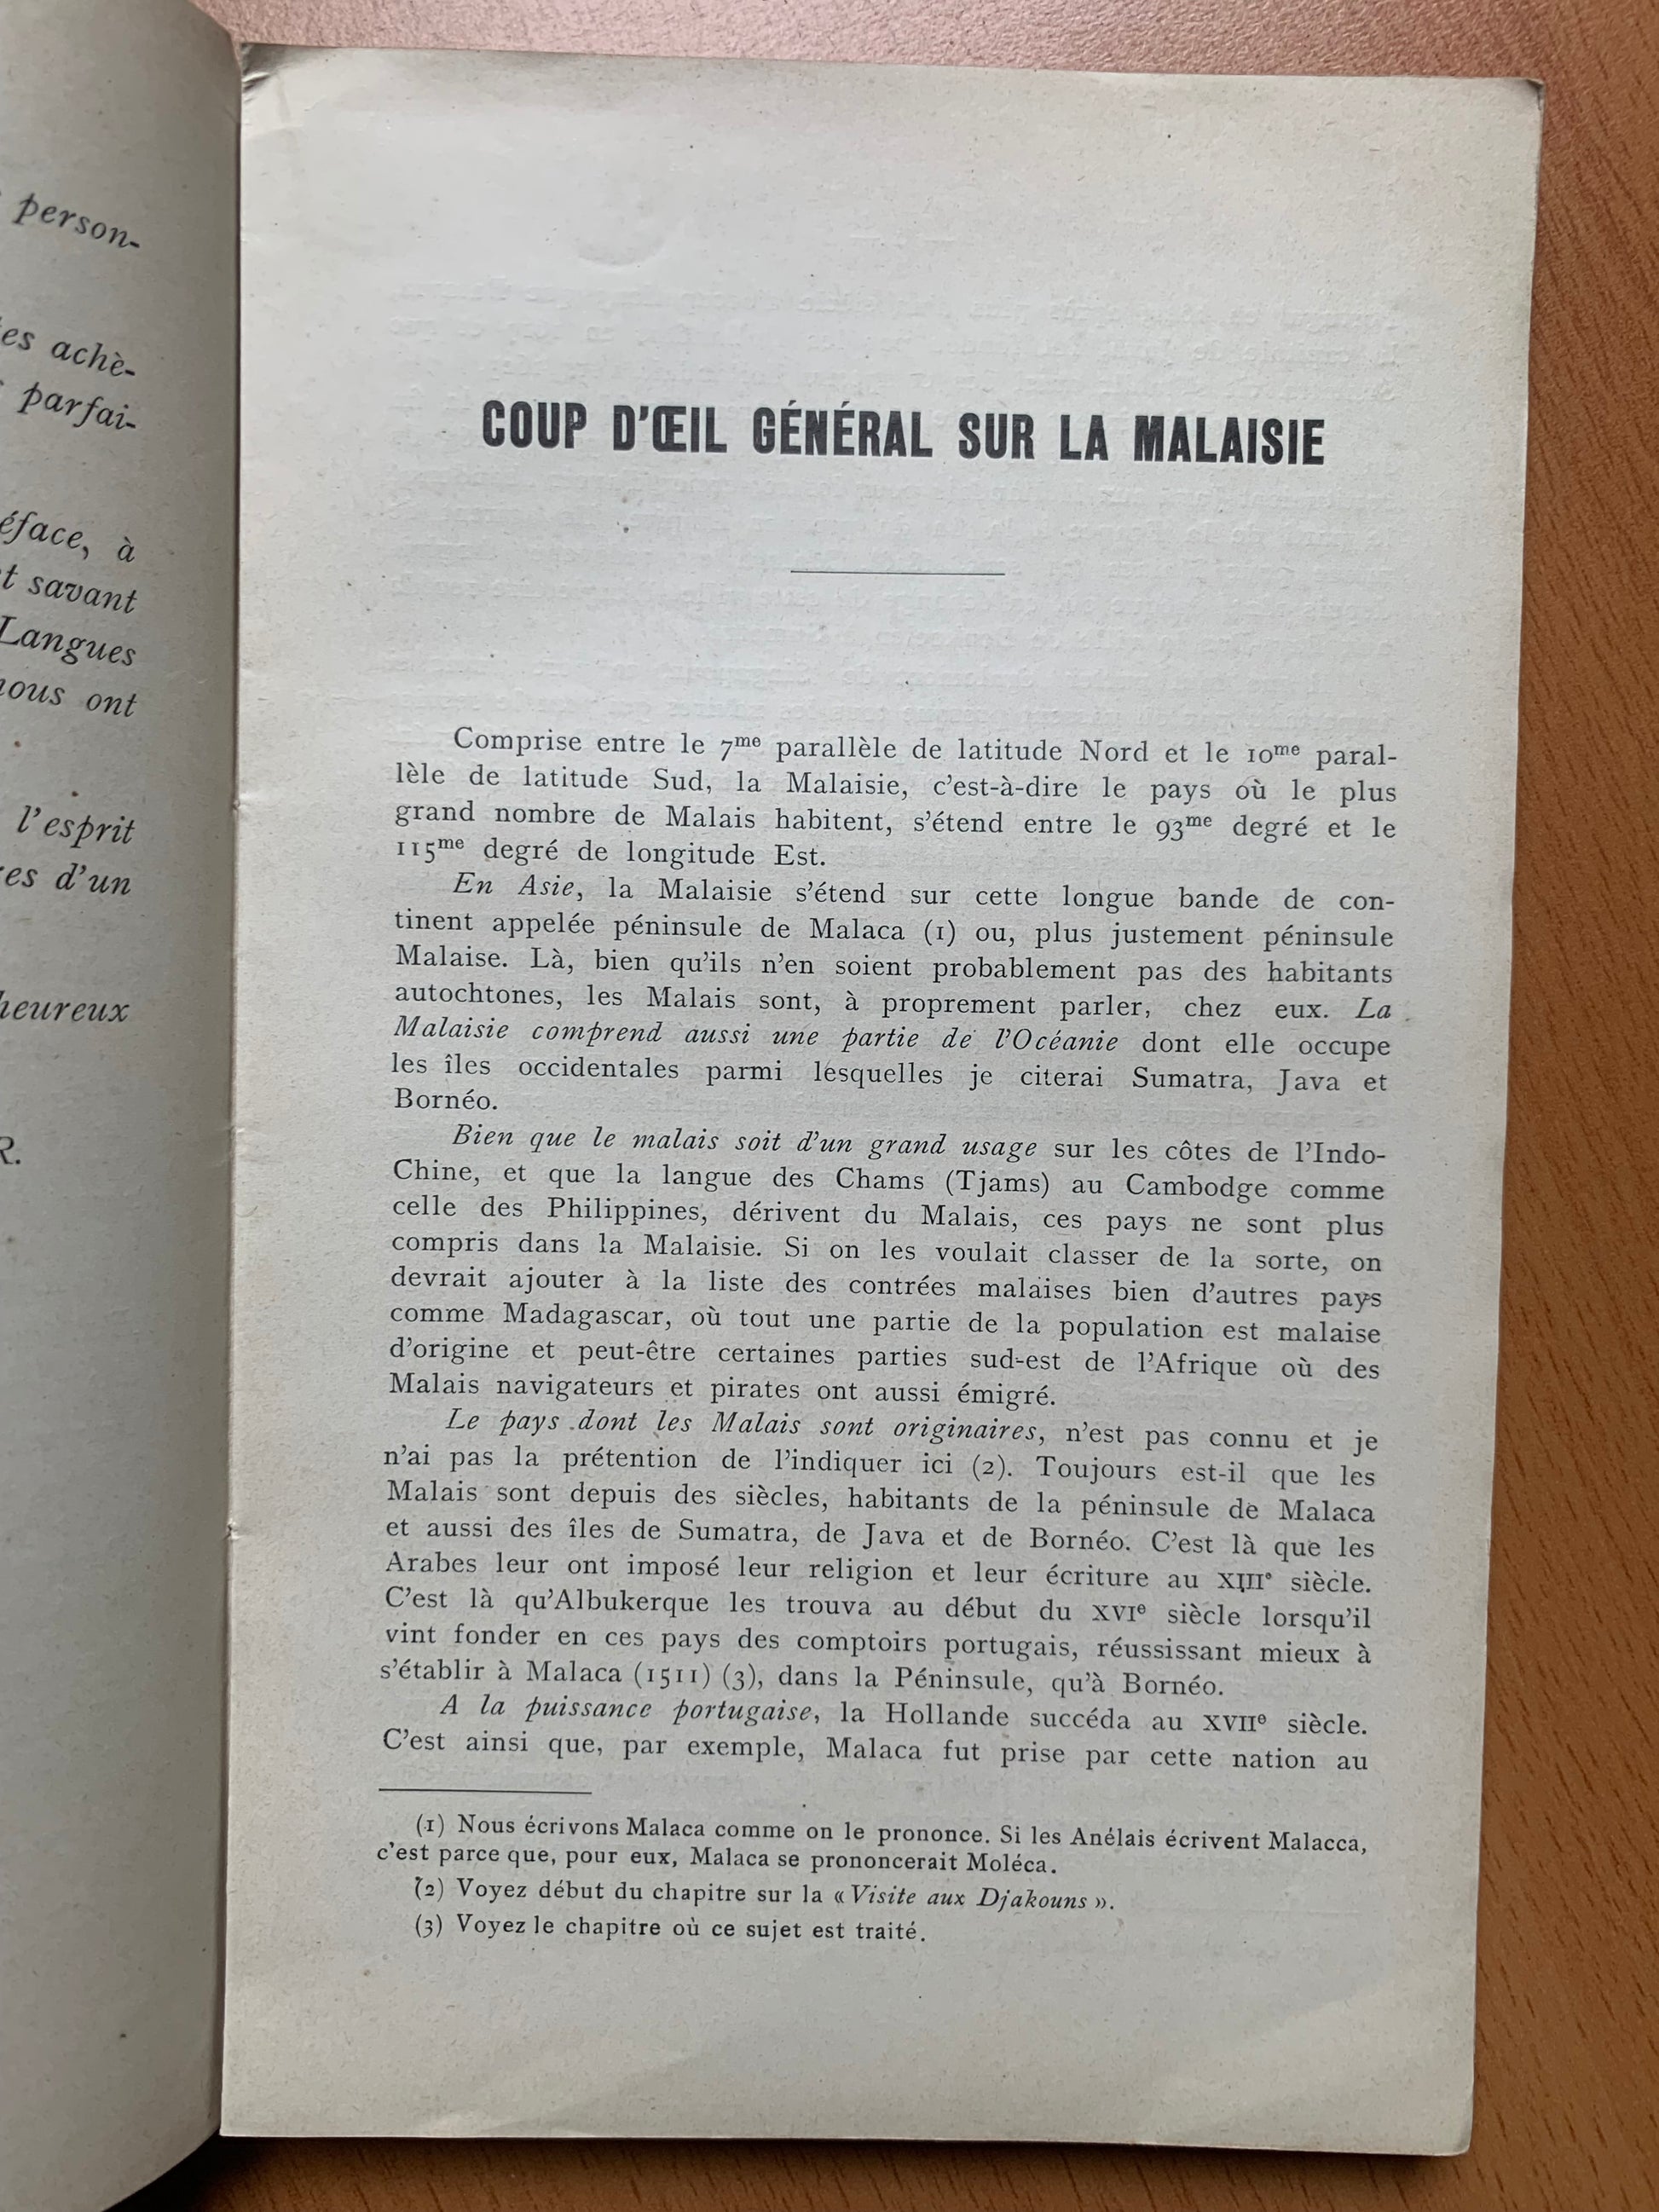 person-
es achè-
parfai-
éface, à
t savant
Langues
nous ont
l'esprit
es d'un
heureux
R.
COUP D'ŒIL GÉNÉRAL SUR LA MALAISIE
Comprise entre le 7me parallèle de latitude Nord et le 10me paral-
lèle de latitude Sud, la Malaisie, c'est-à-dire le pays où le plus
grand nombre de Malais habitent, s'étend entre le 93me degré et le
115me degré de longitude Est.
En Asie, la Malaisie s'étend sur cette longue bande de con-
tinent appelée péninsule de Malaca (1) ou, plus justement péninsule
Malaise. Là, bien qu'ils n'en soient probablement pas des habitants
autochtones, les Malais sont, à proprement parler, chez eux. La
Malaisie comprend aussi une partie de l'Océanie dont elle occupe
les îles occidentales parmi lesquelles je citerai Sumatra, Java et
Bornéo.
Bien que le malais soit d'un grand usage sur les côtes de l'Indo-
Chine, et que la langue des Chams (Tjams) au Cambodge comme
celle des Philippines, dérivent du Malais, ces pays ne sont plus
compris dans la Malaisie. Si on les voulait classer de la sorte, on
devrait ajouter à la liste des contrées malaises bien d'autres pays
comme Madagascar, où tout une partie de la population est malaise
d'origine et peut-être certaines parties sud-est de l'Afrique où des
Malais navigateurs et pirates ont aussi émigré.
Le pays dont les Malais sont originaires, n'est pas connu et je
n'ai pas la prétention de l'indiquer ici (2). Toujours est-il que les
Malais sont depuis des siècles, habitants de la péninsule de Malaca
et aussi des îles de Sumatra, de Java et de Bornéo. C'est là que les
Arabes leur ont imposé leur religion et leur écriture au XIIIe siècle.
C'est là qu'Albukerque les trouva au début du XVIe siècle lorsqu'il
vint fonder en ces pays des comptoirs portugais, réussissant mieux à
s'établir à Malaca (1511) (3), dans la Péninsule, qu'à Bornéo.
A la puissance portugaise, la Hollande succéda au XVIIe siècle.
C'est ainsi que, par exemple, Malaca fut prise par cette nation au
(1) Nous écrivons Malaca comme on le prononce. Si les Anélais écrivent Malacca,
c'est parce que, pour eux, Malaca se prononcerait Moléca.
(2) Voyez début du chapitre sur la « Visite aux Djakouns ».
(3) Voyez le chapitre où ce sujet est traité.